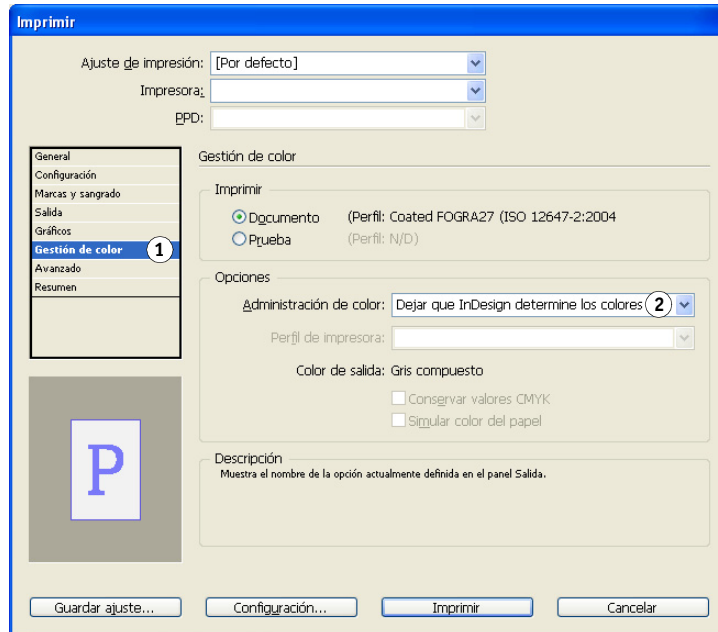 Imprimir
Ajuste de impresión: [Por defecto]
Impresora:
PPD:
General
Configuración
Marcas y sangrado
Salida
Gráficos
Gestión de color 1
Avanzado
Resumen
Gestión de color
Imprimir
Documento (Perfil: Coated FOGRA27 (ISO 12647-2:2004
Prueba (Perfil: N/D)
Opciones
Administración de color: Dejar que InDesign determine los colores 2
Perfil de impresora:
Color de salida: Gris compuesto
Conservar valores CMYK
Simular color del papel
Descripción
Muestra el nombre de la opción actualmente definida en el panel Salida.
P
Guardar ajuste... Configuración... Imprimir Cancelar